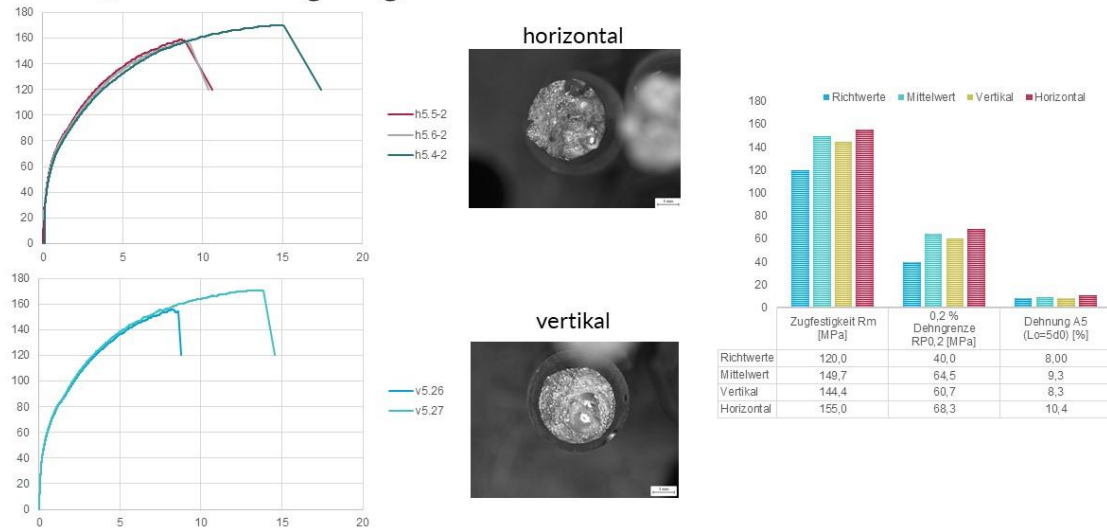 180
160
140
120
100
80
60
40
20
0
0 5 10 15 20
h5.5-2
h5.6-2
h5.4-2
horizontal
1 mm
180
160
140
120
100
80
60
40
20
0
0 5 10 15 20
v5.26
v5.27
vertikal
1 mm
Richtwerte Mittelwert Vertikal Horizontal
180
160
140
120
100
80
60
40
20
0
Zugfestigkeit Rm [MPa]
0,2 % Dehngrenze RP0,2 [MPa]
Dehnung A5 (Lo=5d0) [%]
Richtwerte 120,0 40,0 8,00
Mittelwert 149,7 64,5 9,3
Vertikal 144,4 60,7 8,3
Horizontal 155,0 68,3 10,4